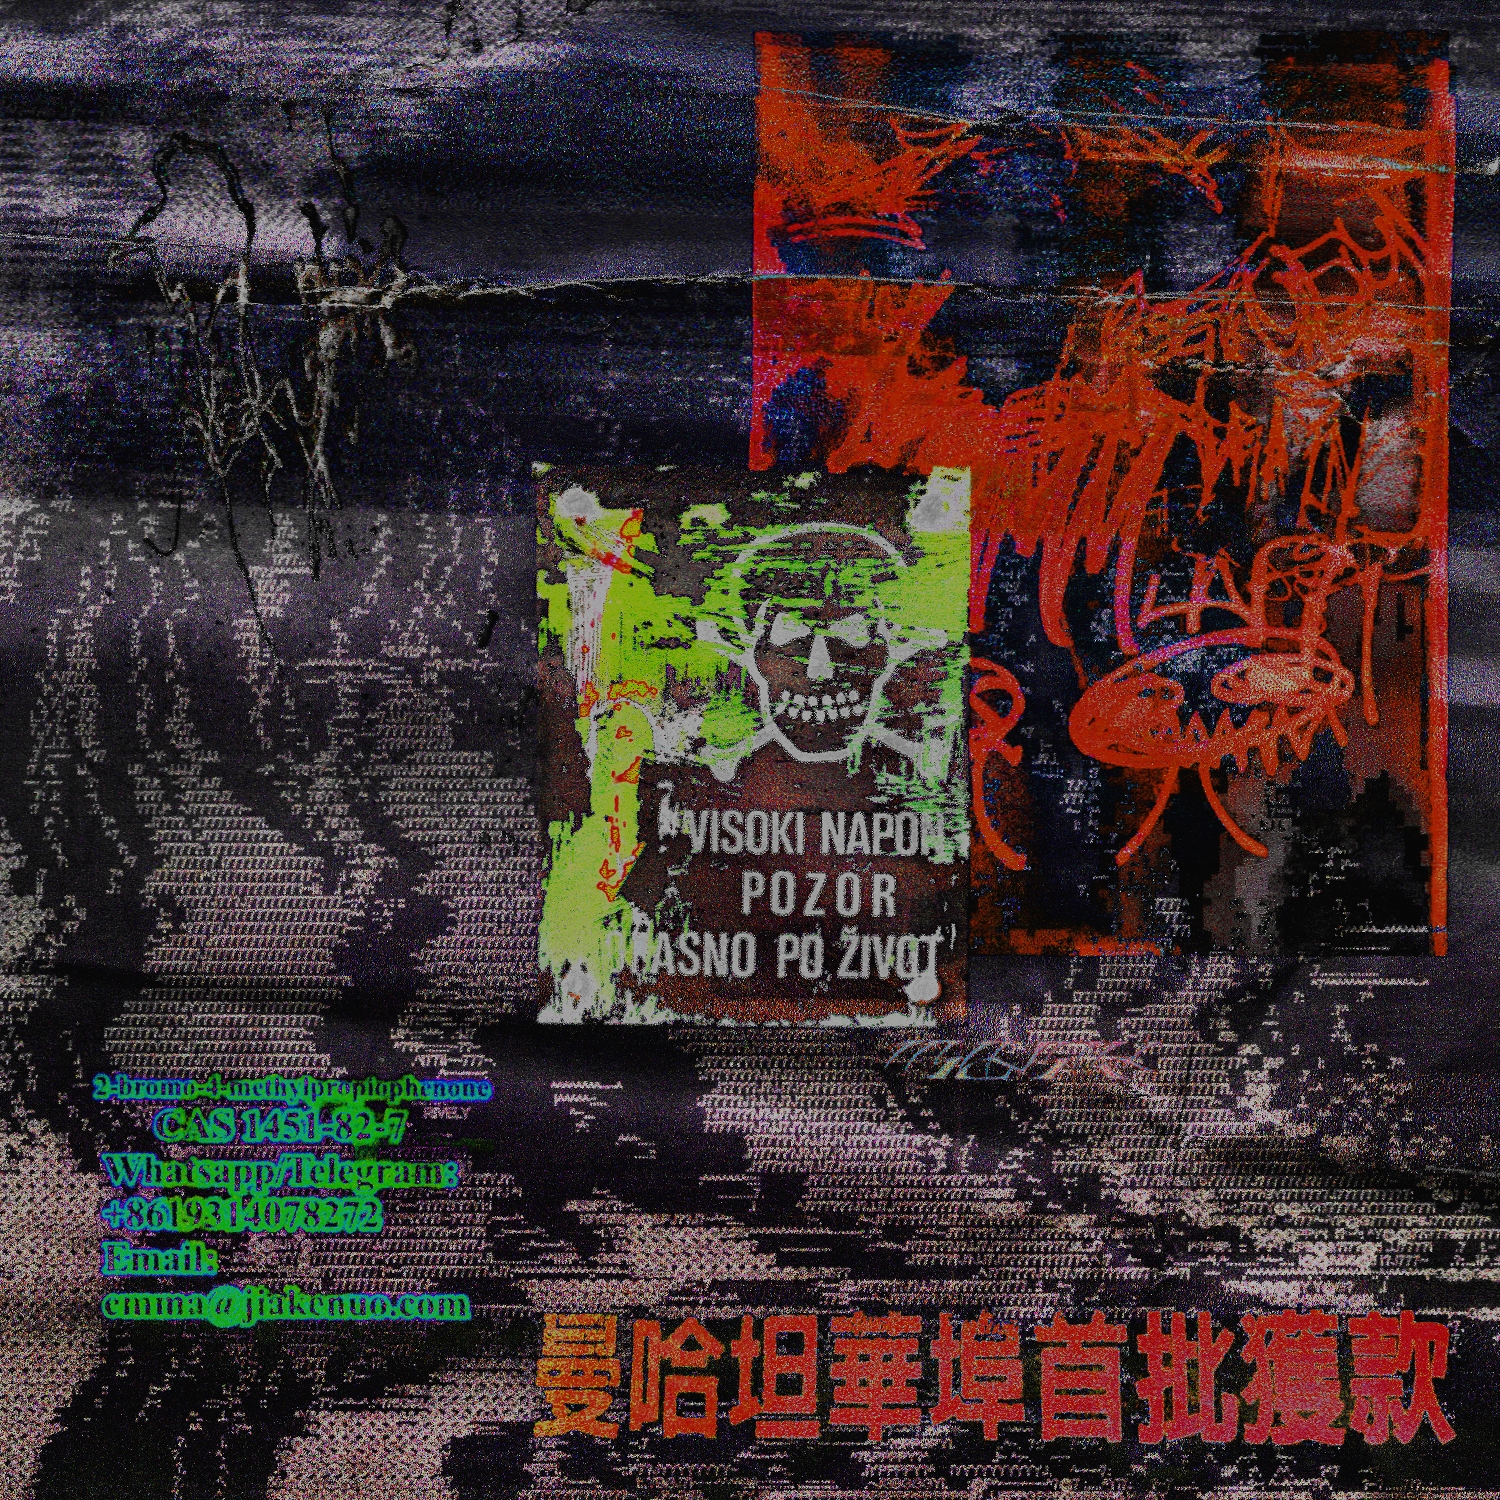 VISOKI NAPON
POZOR
OPASNO PO ŽIVOT
2-bromo-4-methylpropiophenone
CAS 1451-82-7
Whatsapp/Telegram:
+8619314078272
Email:
emma@jiakenuo.com
曼哈坦華埠首批獲款